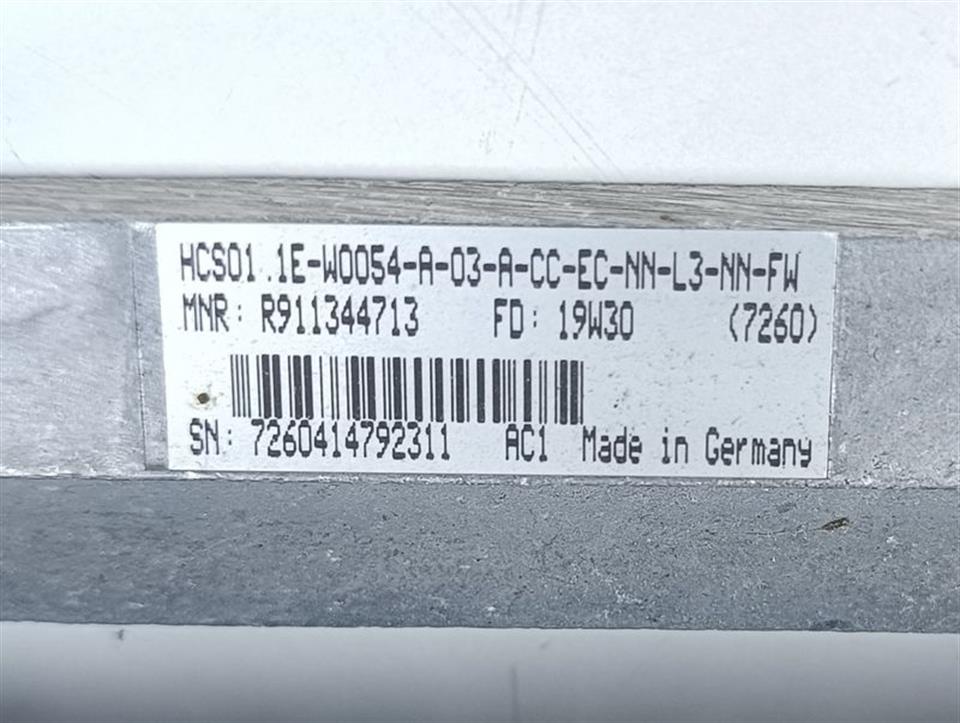 HCS01.1E-W0054-A-03-A-CC-EC-NN-L3-NN-FW
MNR: R911344713 FD: 19W30 (7260)
SN: 7260414792311 AC1 Made in Germany